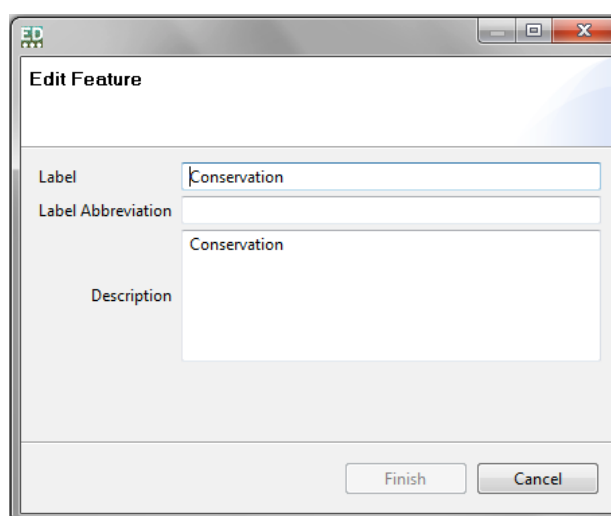 ED
Edit Feature
Label
Conservation
Label Abbreviation
Conservation
Description
Finish
Cancel